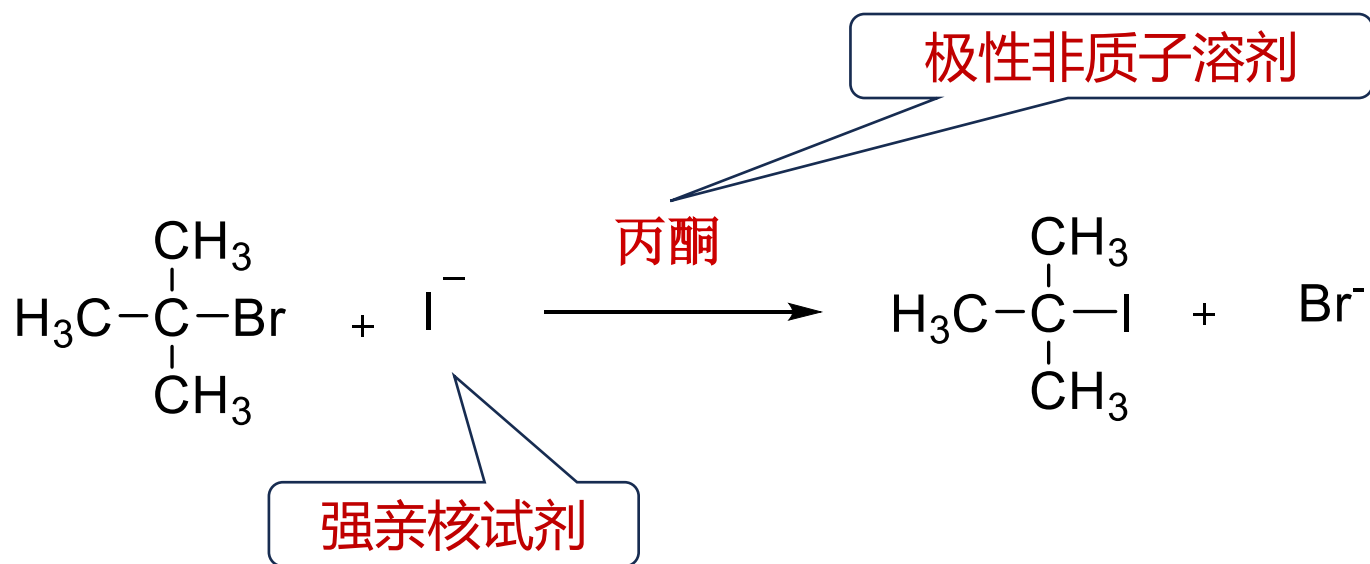 极性非质子溶剂
丙酮
CH3
H3C–C–Br + I– → H3C–C–I + Br-
CH3
CH3
CH3
强亲核试剂